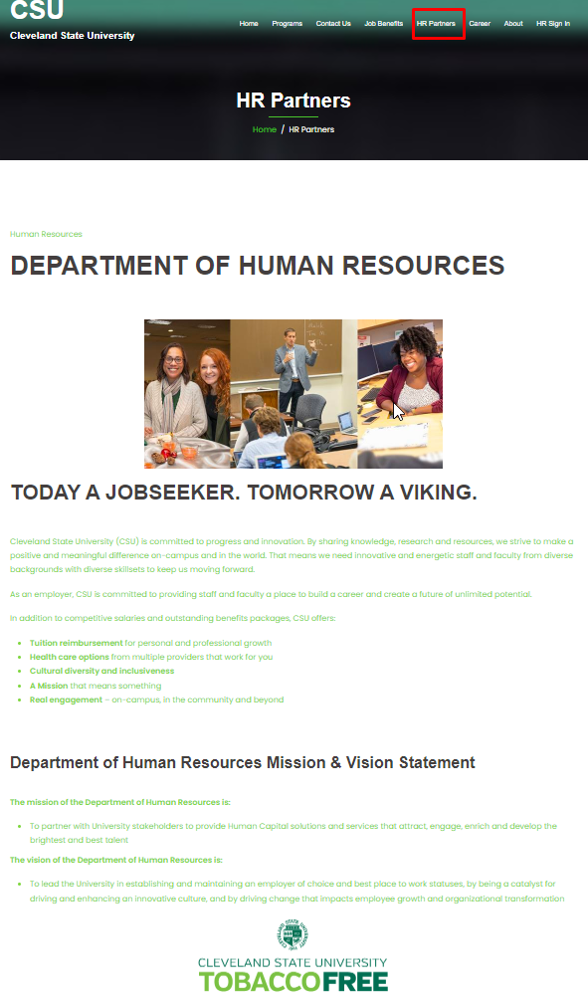 CSU
Cleveland State University
Home Programs Contact Us Job Benefits HR Partners Career About HR Sign In
HR Partners
Home / HR Partners
Human Resources
DEPARTMENT OF HUMAN RESOURCES
TODAY A JOBSEEKER. TOMORROW A VIKING.
Cleveland State University (CSU) is committed to progress and innovation. By sharing knowledge, research and resources, we strive to make a
positive and meaningful difference on-campus and in the world. That means we need innovative and energetic staff and faculty from diverse
backgrounds with diverse skillsets to keep us moving forward.
As an employer, CSU is committed to providing staff and faculty a place to build a career and create a future of unlimited potential.
In addition to competitive salaries and outstanding benefits packages, CSU offers:
• Tuition reimbursement for personal and professional growth
• Health care options from multiple providers that work for you
• Cultural diversity and inclusiveness
• A Mission that means something
• Real engagement – on-campus, in the community and beyond
Department of Human Resources Mission & Vision Statement
The mission of the Department of Human Resources is:
• To partner with University stakeholders to provide Human Capital solutions and services that attract, engage, enrich and develop the
brightest and best talent
The vision of the Department of Human Resources is:
• To lead the University in establishing and maintaining an employer of choice and best place to work statuses, by being a catalyst for
driving and enhancing an innovative culture, and by driving change that impacts employee growth and organizational transformation
CLEVELAND STATE UNIVERSITY
TOBACCOFREE